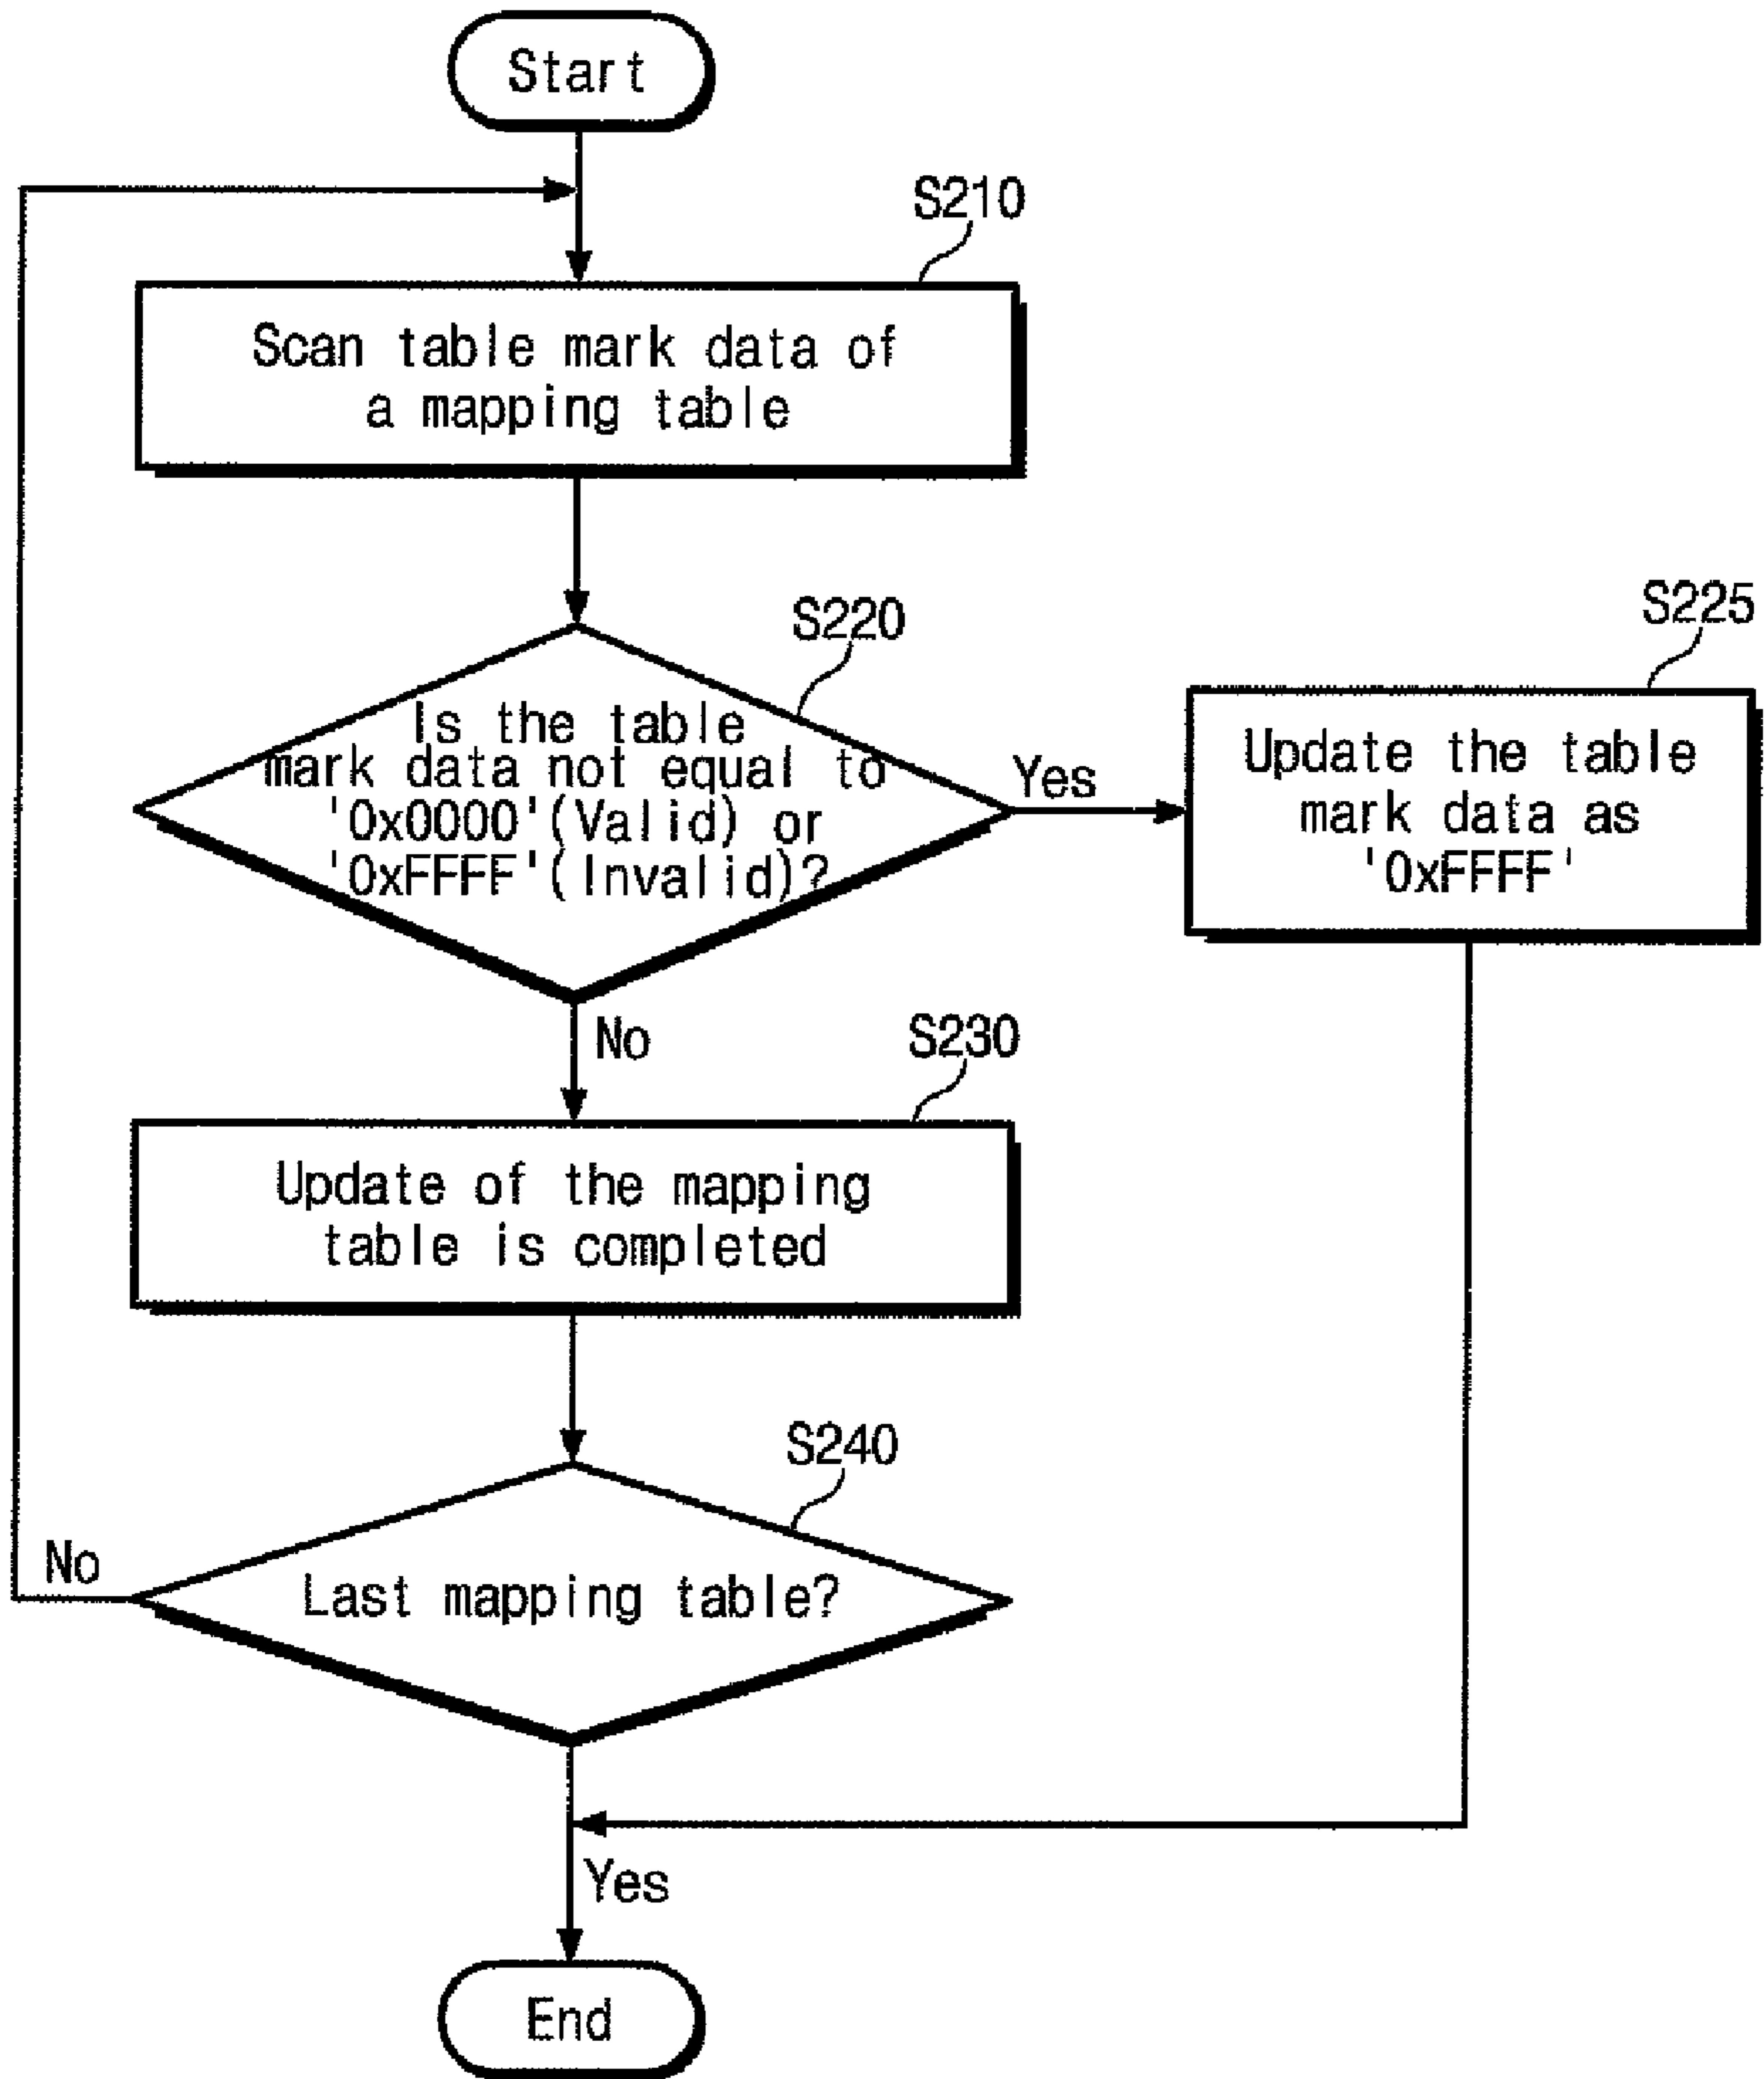 Start
S210
Scan table mark data of
a mapping table
S220
Is the table
mark data not equal to
'0x0000'(Valid) or
'0xFFFF'(Invalid)?
Yes
S225
Update the table
mark data as
'0xFFFF'
No
S230
Update of the mapping
table is completed
S240
No
Last mapping table?
Yes
End